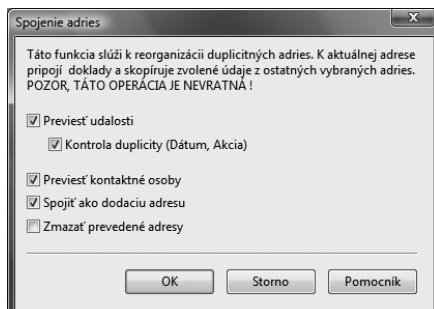 Spojenie adries
Táto funkcia slúži k reorganizácii duplicitných adries. K aktuálnej adrese
pripojí doklady a skopíruje zvolené údaje z ostatných vybraných adries.
POZOR, TÁTO OPERÁCIA JE NEVRATNÁ !
Previesť udalosti
Kontrola duplicity (Dátum, Akcia)
Previesť kontaktné osoby
Spojiť ako dodaciu adresu
Zmazať prevedené adresy
OK Storno Pomocník